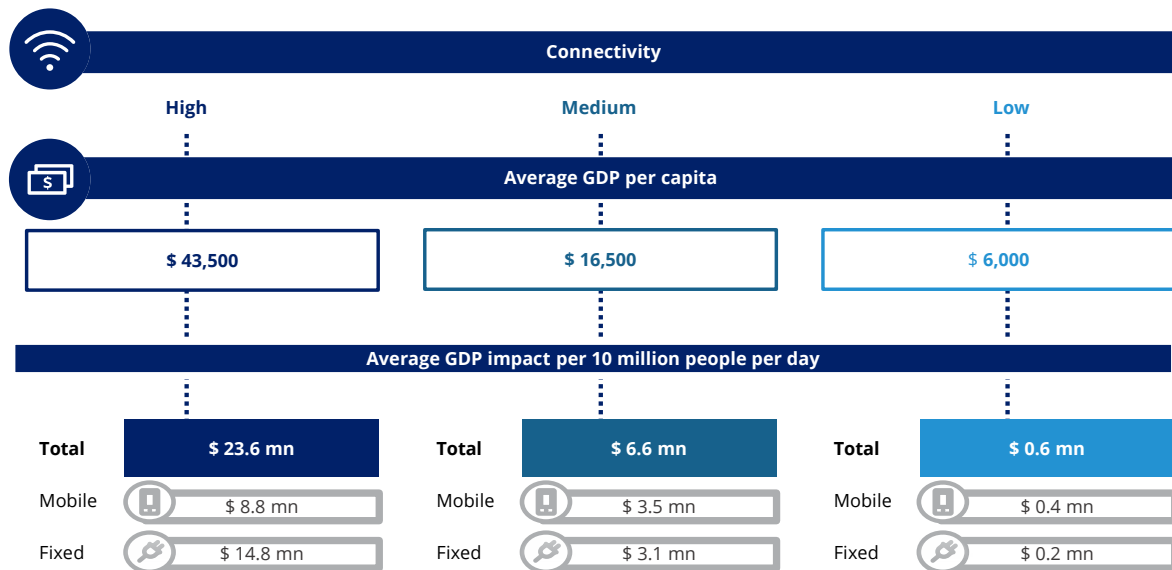 Connectivity
High Medium Low
$
Average GDP per capita
$ 43,500 $ 16,500 $ 6,000
Average GDP impact per 10 million people per day
Total $ 23.6 mn Total $ 6.6 mn Total $ 0.6 mn
Mobile $ 8.8 mn Mobile $ 3.5 mn Mobile $ 0.4 mn
Fixed $ 14.8 mn Fixed $ 3.1 mn Fixed $ 0.2 mn